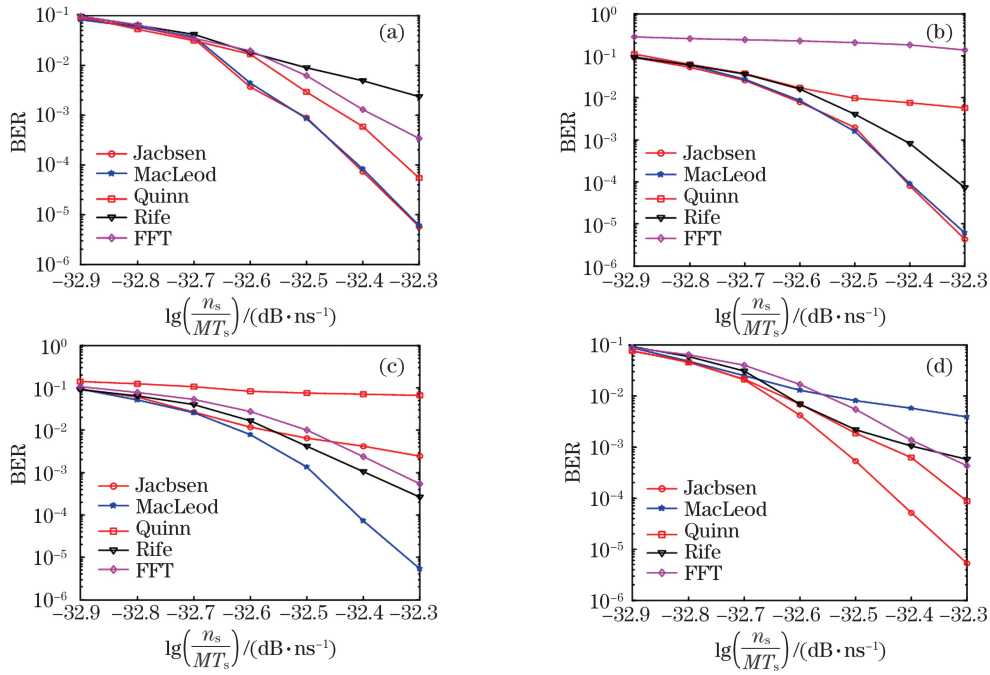 (a)
BER
10⁻¹
10⁻²
10⁻³
10⁻⁴
10⁻⁵
10⁻⁶
Jacbsen
MacLeod
Quinn
Rife
FFT
−32.9 −32.8 −32.7 −32.6 −32.5 −32.4 −32.3
lg(nₛ/MTₛ)/(dB·ns⁻¹)
(b)
BER
10⁰
10⁻¹
10⁻²
10⁻³
10⁻⁴
10⁻⁵
10⁻⁶
Jacbsen
MacLeod
Quinn
Rife
FFT
−32.9 −32.8 −32.7 −32.6 −32.5 −32.4 −32.3
lg(nₛ/MTₛ)/(dB·ns⁻¹)
(c)
BER
10⁰
10⁻¹
10⁻²
10⁻³
10⁻⁴
10⁻⁵
10⁻⁶
Jacbsen
MacLeod
Quinn
Rife
FFT
−32.9 −32.8 −32.7 −32.6 −32.5 −32.4 −32.3
lg(nₛ/MTₛ)/(dB·ns⁻¹)
(d)
BER
10⁻¹
10⁻²
10⁻³
10⁻⁴
10⁻⁵
10⁻⁶
Jacbsen
MacLeod
Quinn
Rife
FFT
−32.9 −32.8 −32.7 −32.6 −32.5 −32.4 −32.3
lg(nₛ/MTₛ)/(dB·ns⁻¹)